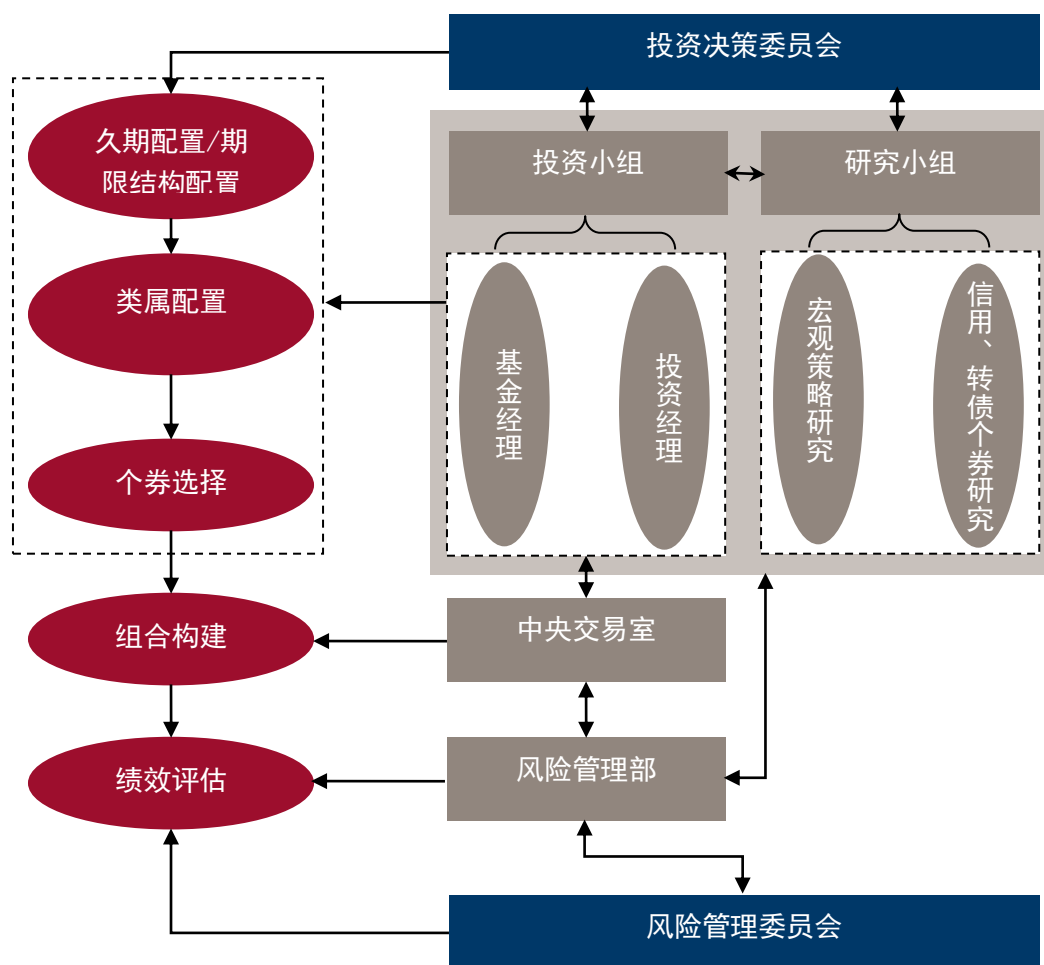 投资决策委员会
久期配置/期
限结构配置
投资小组
研究小组
类属配置
基金经理
投资经理
宏观策略研究
信用、转债个券研究
个券选择
组合构建
中央交易室
绩效评估
风险管理部
风险管理委员会